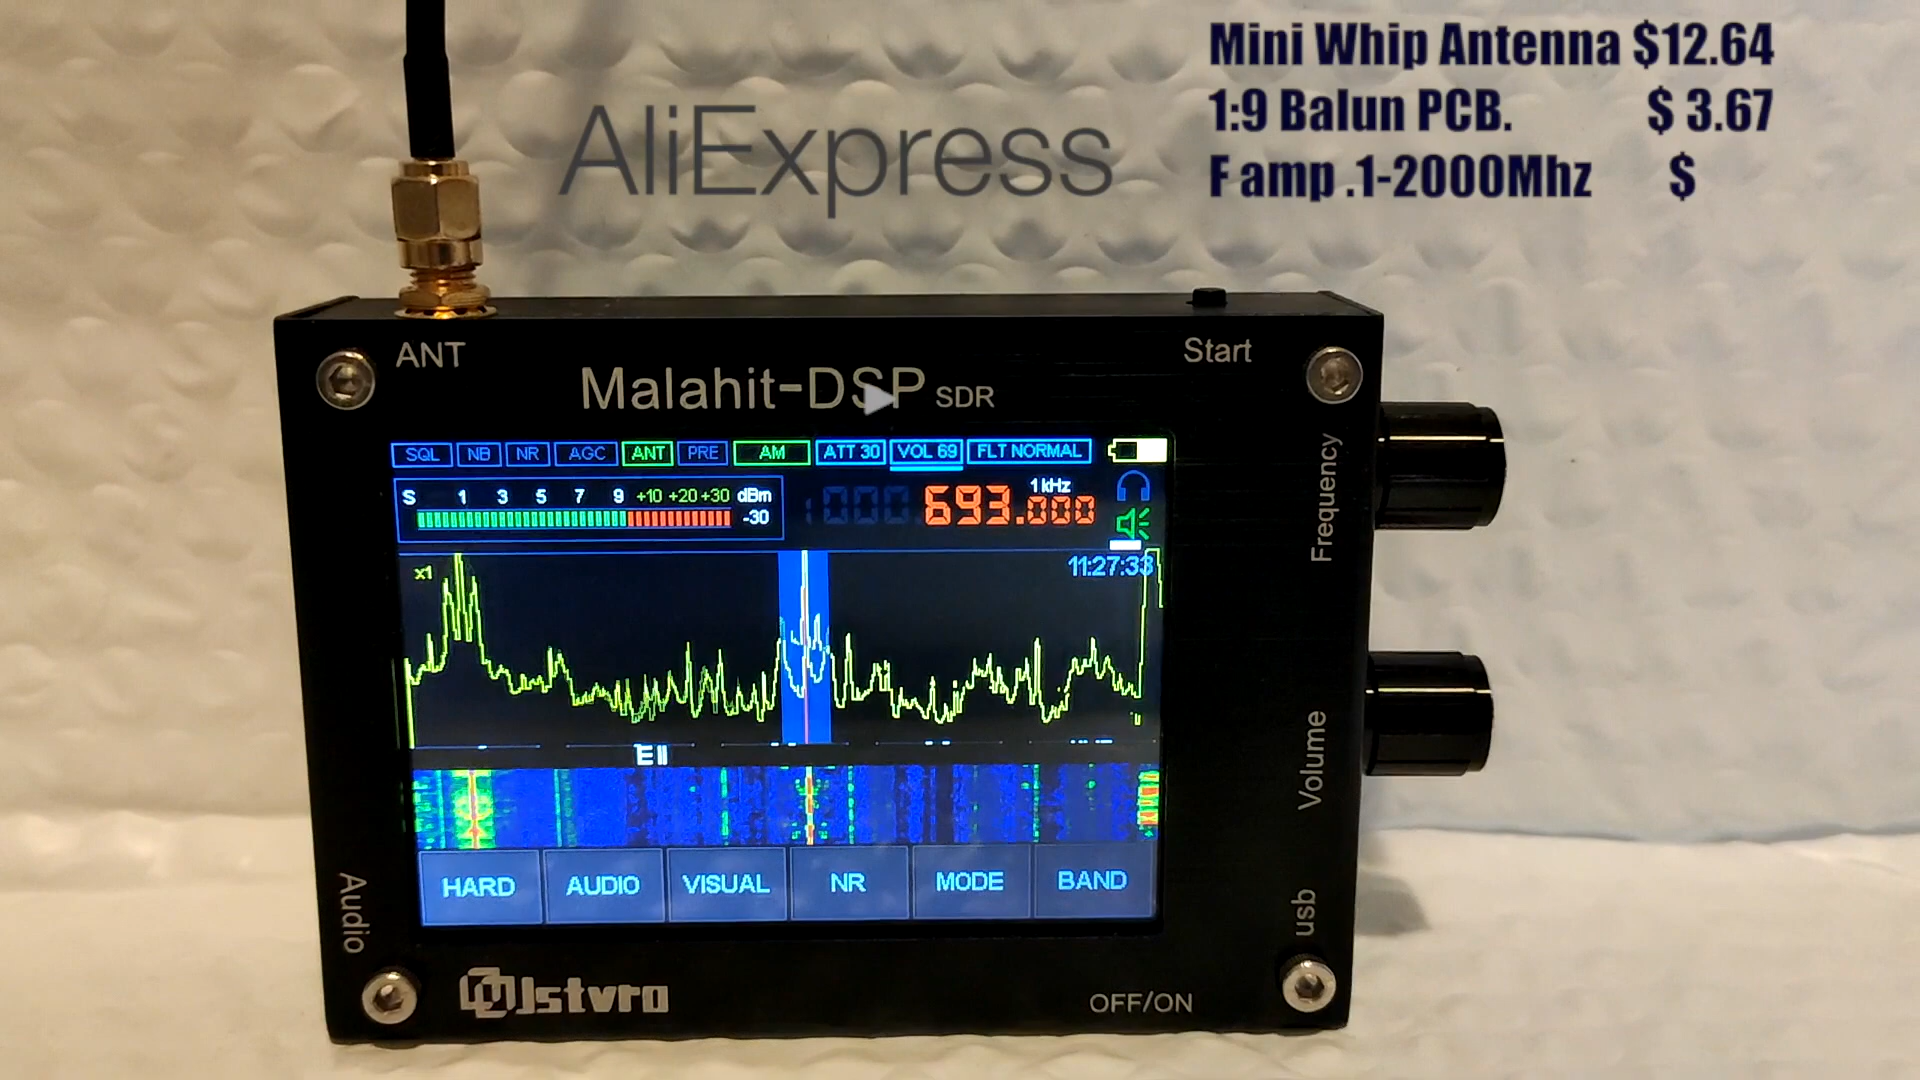 Mini Whip Antenna $12.64
1:9 Balun PCB. $ 3.67
F amp .1-2000Mhz $
AliExpress
ANT
Start
Malahit-DSP SDR
SQL NB NR AGC ANT PRE AM ATT 30 VOL 69 FLT NORMAL
S 1 3 5 7 9 +10 +20 +30 dBm
-30
1 kHz
693.000
x1
11:27:33
HARD AUDIO VISUAL NR MODE BAND
Frequency
Volume
Audio
usb
Jstvro
OFF/ON